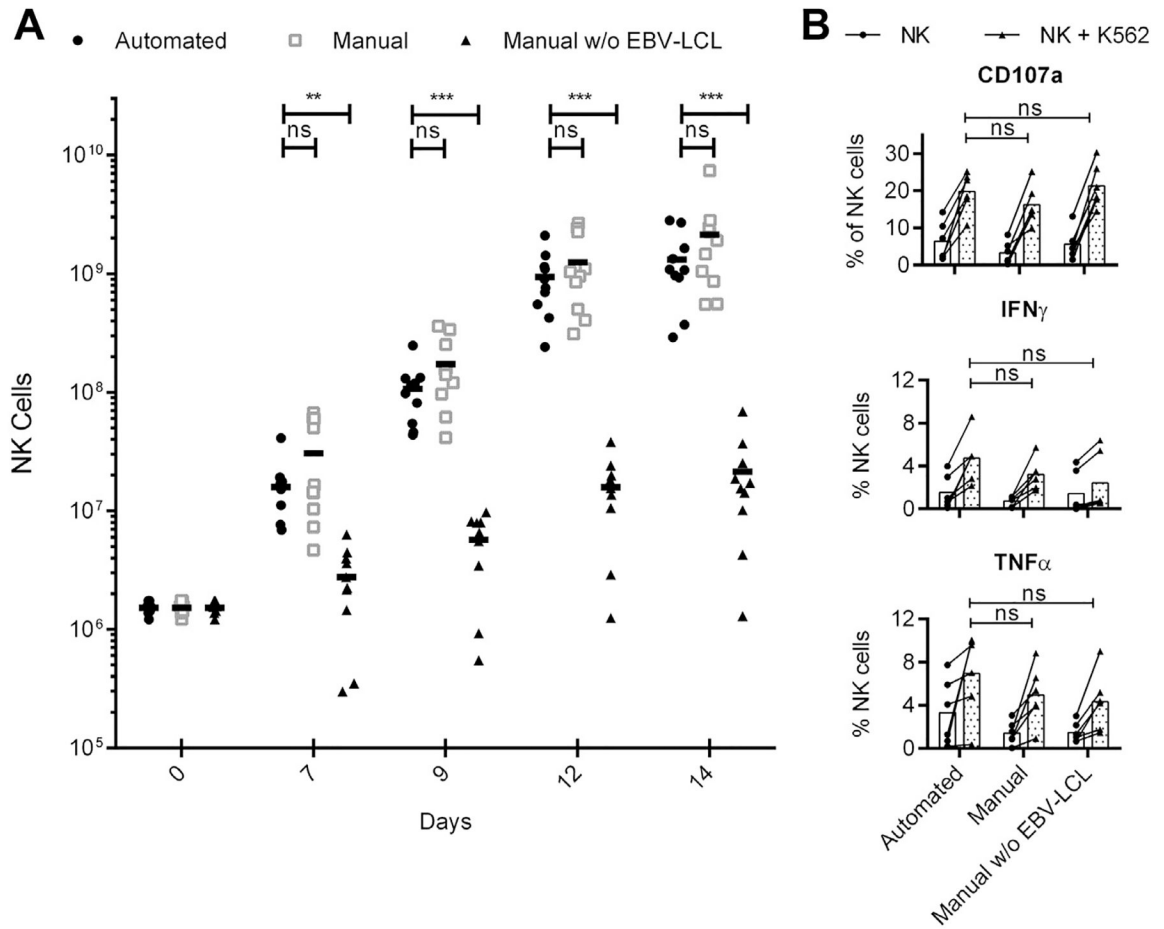 A
Automated
Manual
Manual w/o EBV-LCL
**
***
***
***
ns
ns
ns
ns
10^10
10^9
10^8
10^7
10^6
10^5
NK Cells
0
7
9
12
14
Days
B
NK
NK + K562
CD107a
ns
ns
30
20
10
0
% of NK cells
IFNγ
ns
ns
12
8
4
0
% NK cells
TNFα
ns
ns
12
8
4
0
% NK cells
Automated
Manual
Manual w/o EBV-LCL